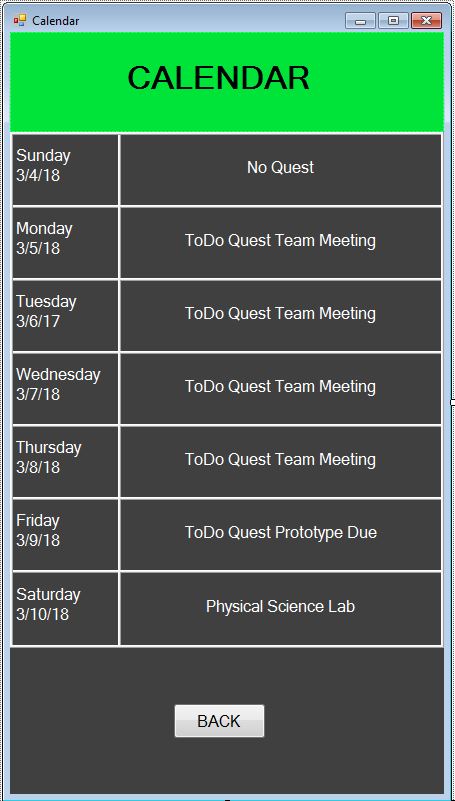 Calendar
CALENDAR
Sunday
3/4/18
No Quest
Monday
3/5/18
ToDo Quest Team Meeting
Tuesday
3/6/17
ToDo Quest Team Meeting
Wednesday
3/7/18
ToDo Quest Team Meeting
Thursday
3/8/18
ToDo Quest Team Meeting
Friday
3/9/18
ToDo Quest Prototype Due
Saturday
3/10/18
Physical Science Lab
BACK